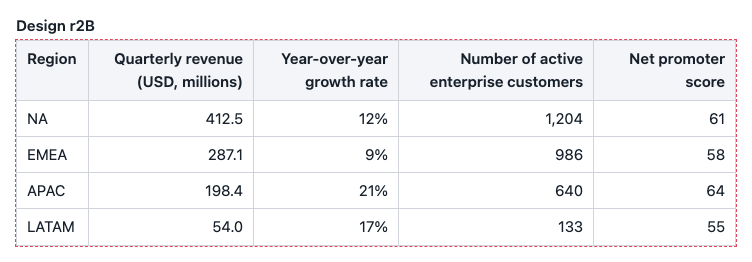 Design r2B
Region Quarterly revenue Year-over-year Number of active Net promoter
(USD, millions) growth rate enterprise customers score
NA 412.5 12% 1,204 61
EMEA 287.1 9% 986 58
APAC 198.4 21% 640 64
LATAM 54.0 17% 133 55